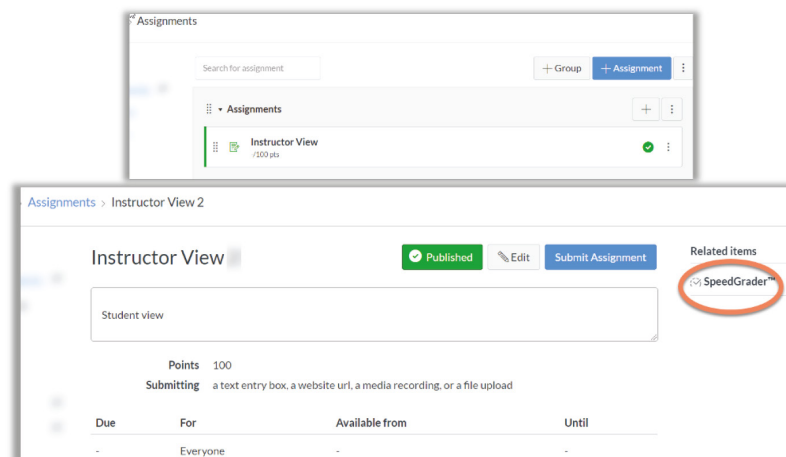 Assignments
Search for assignment
+ Group
+ Assignment
Assignments
Instructor View
/100 pts
Assignments > Instructor View 2
Instructor View
Published
Edit
Submit Assignment
Related items
SpeedGrader™
Student view
Points 100
Submitting a text entry box, a website url, a media recording, or a file upload
Due For Available from Until
- Everyone - -